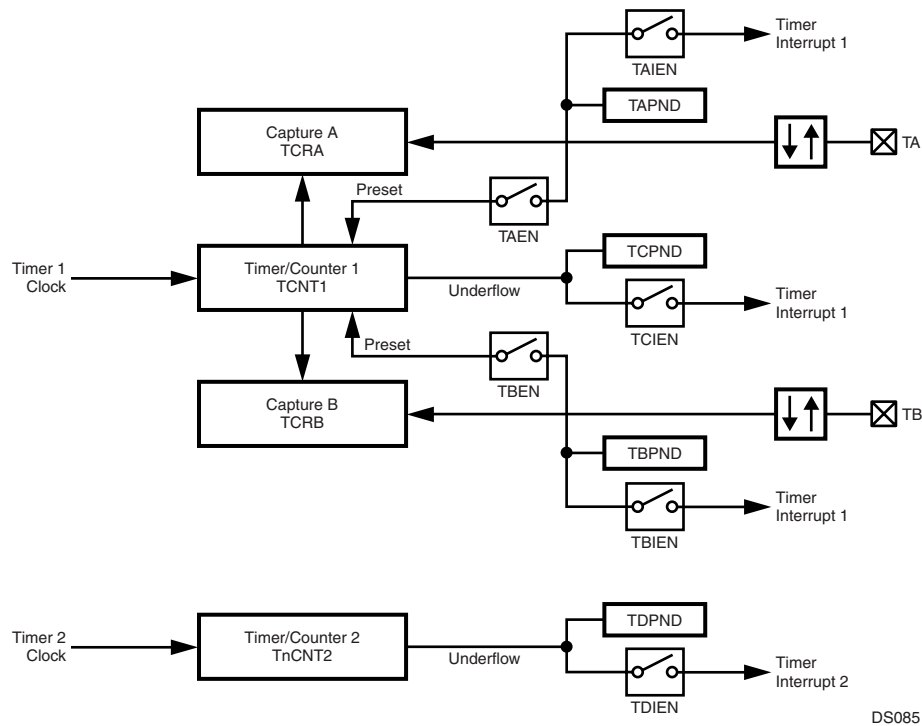 Timer
Interrupt 1
TAIEN
TAPND
Capture A
TCRA
TA
Preset
TAEN
Timer 1
Clock
Timer/Counter 1
TCNT1
Underflow
TCPND
Timer
Interrupt 1
TCIEN
Preset
TBEN
Capture B
TCRB
TB
TBPND
Timer
Interrupt 1
TBIEN
Timer 2
Clock
Timer/Counter 2
TnCNT2
Underflow
TDPND
Timer
Interrupt 2
TDIEN
DS085